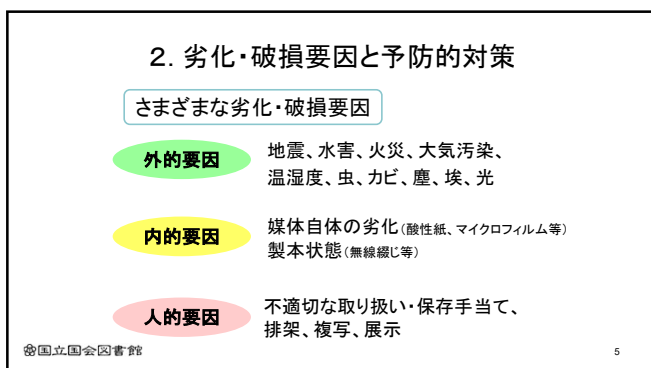 ２．劣化・破損要因と予防的対策
さまざまな劣化・破損要因
外的要因
地震、水害、火災、大気汚染、
温湿度、虫、カビ、塵、埃、光
内的要因
媒体自体の劣化(酸性紙、マイクロフィルム等)
製本状態(無線綴じ等)
人的要因
不適切な取り扱い・保存手当て、
排架、複写、展示
国立国会図書館
5